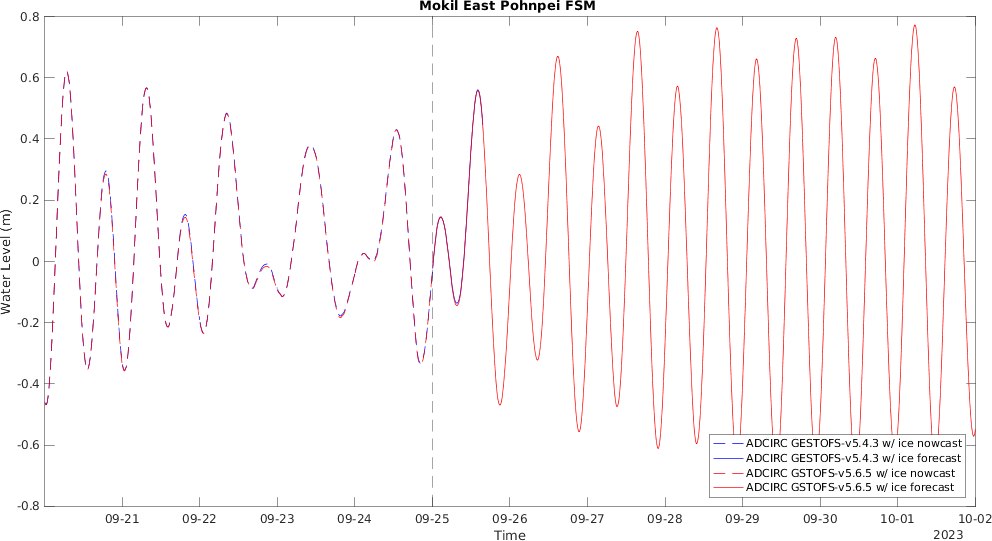 Mokil East Pohnpei FSM
0.8
0.6
0.4
0.2
0
-0.2
-0.4
-0.6
-0.8
Water Level (m)
ADCIRC GESTOFS-v5.4.3 w/ ice nowcast
ADCIRC GESTOFS-v5.4.3 w/ ice forecast
ADCIRC GSTOFS-v5.6.5 w/ ice nowcast
ADCIRC GSTOFS-v5.6.5 w/ ice forecast
09-21 09-22 09-23 09-24 09-25 09-26 09-27 09-28 09-29 09-30 10-01 10-02
Time 2023